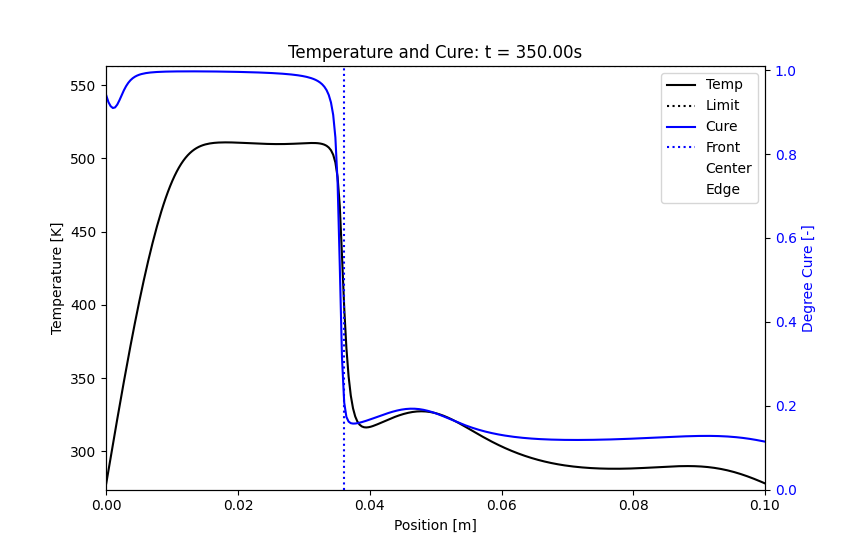 Temperature and Cure: t = 350.00s
Temp
Limit
Cure
Front
Center
Edge
Temperature [K]
550
500
450
400
350
300
Degree Cure [-]
1.0
0.8
0.6
0.4
0.2
0.0
0.00
0.02
0.04
0.06
0.08
0.10
Position [m]